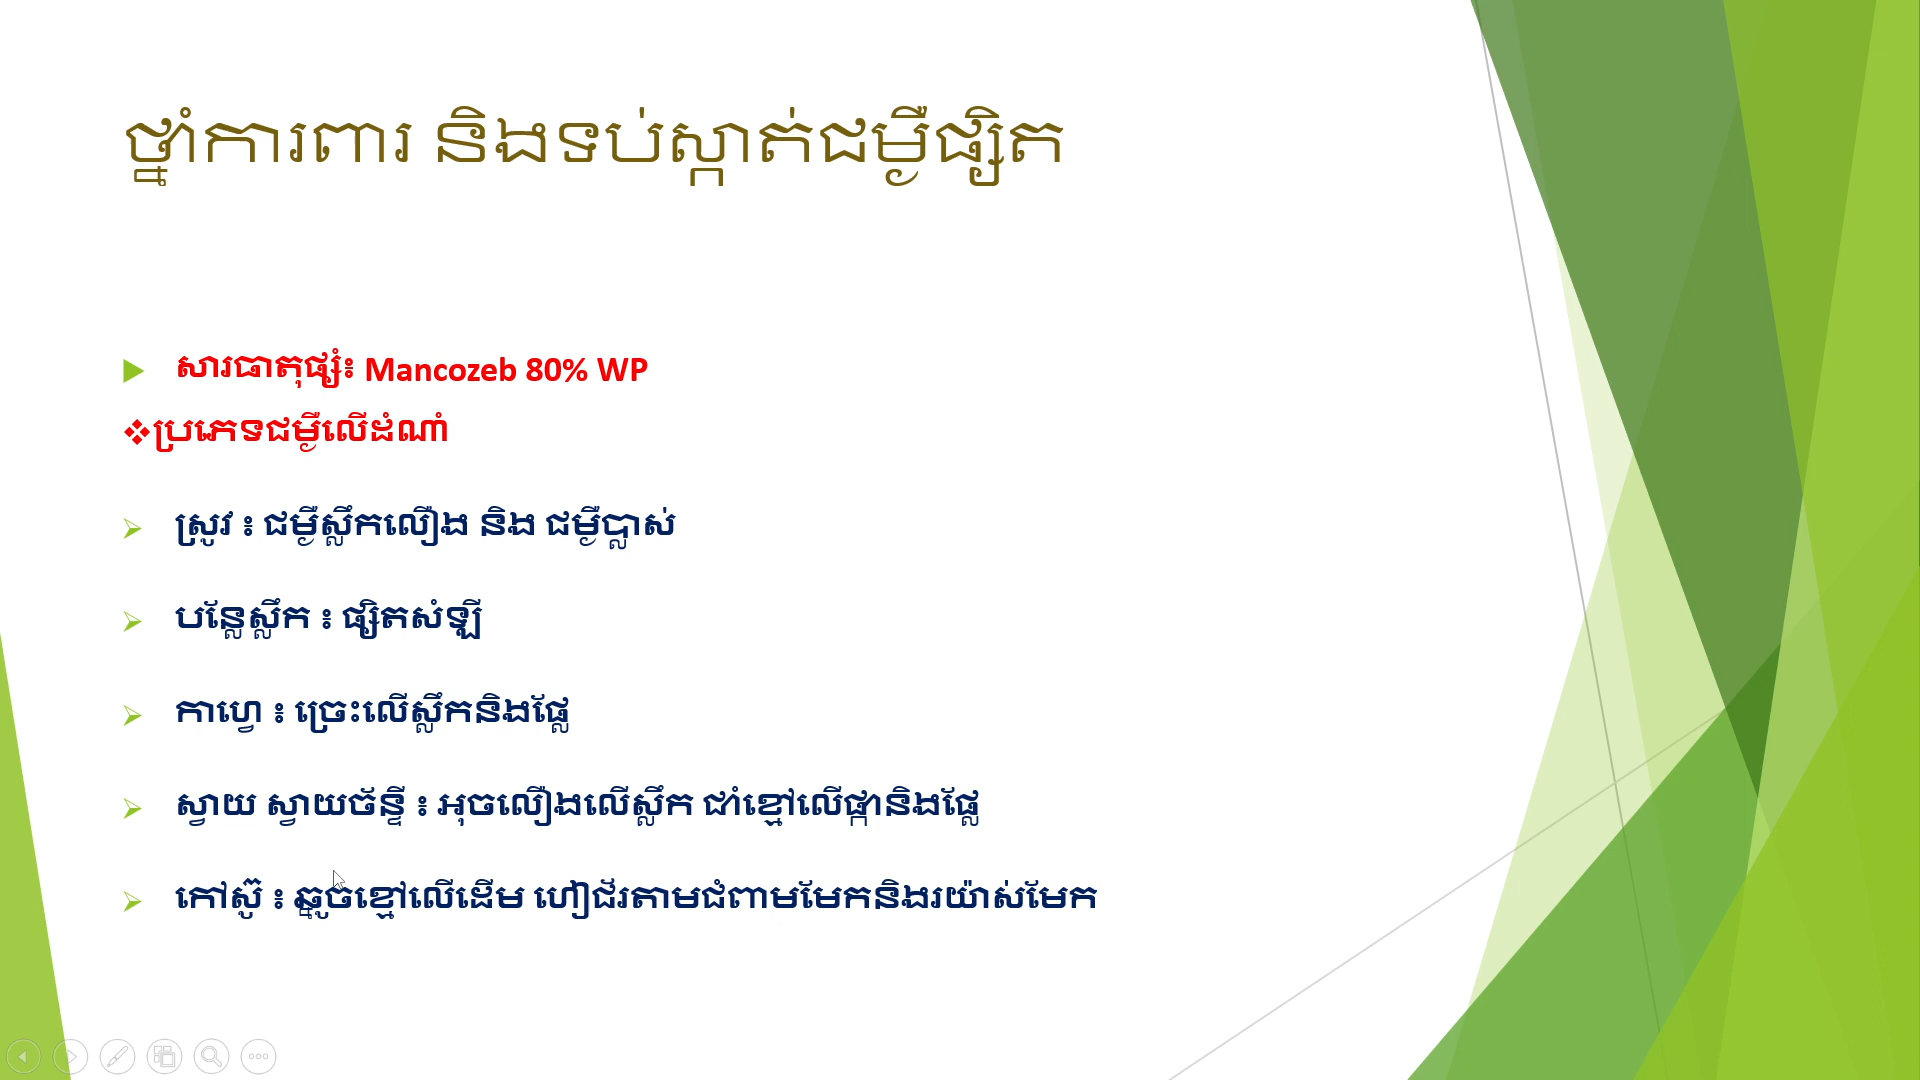 ថ្នាំការពារ និងទប់ស្កាត់ជម្ងឺផ្សិត
សារធាតុផ្សំ៖ Mancozeb 80% WP
ប្រភេទជម្ងឺលើដំណាំ
ស្រូវ ៖ ជម្ងឺស្លឹកលឿង និង ជម្ងឺប្លាស់
បន្លែស្លឹក ៖ ផ្សិតសំឡី
កាហ្វេ ៖ ច្រេះលើស្លឹកនិងផ្លែ
ស្វាយ ស្វាយចន្ទី ៖ អុចលឿងលើស្លឹក ជាំខ្មៅលើផ្កានិងផ្លែ
កៅស៊ូ ៖ ឆ្នូចខ្មៅលើដើម ហៀជ័រតាមជំពាមមែកនិងរយ៉ាស់មែក